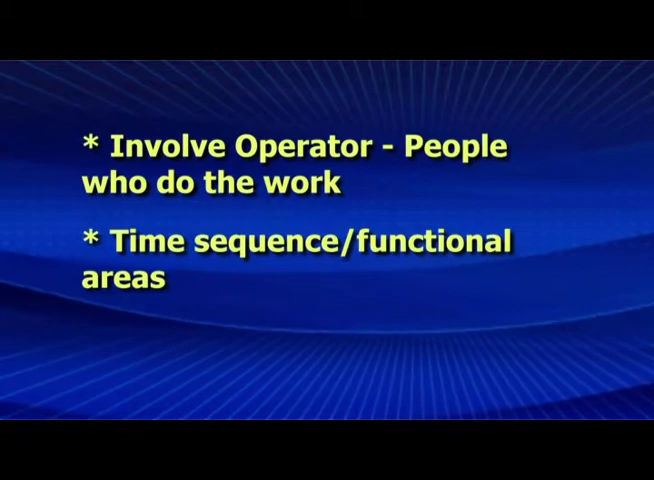 * Involve Operator - People
who do the work
* Time sequence/functional
areas